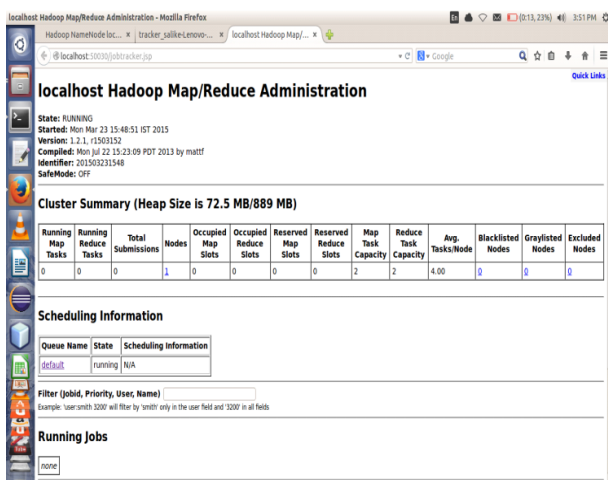 localhost Hadoop Map/Reduce Administration - Mozilla Firefox
En
(0:13, 23%)
3:51 PM
Hadoop NameNode loc... ×
tracker_salike-Lenovo-... ×
localhost Hadoop Map/... ×
localhost:50030/jobtracker.jsp
Google
Quick Links
localhost Hadoop Map/Reduce Administration
State: RUNNING
Started: Mon Mar 23 15:48:51 IST 2015
Version: 1.2.1, r1503152
Compiled: Mon Jul 22 15:23:09 PDT 2013 by mattf
Identifier: 201503231548
SafeMode: OFF
Cluster Summary (Heap Size is 72.5 MB/889 MB)
Running Map Tasks Running Reduce Tasks Total Submissions Nodes Occupied Map Slots Occupied Reduce Slots Reserved Map Slots Reserved Reduce Slots Map Task Capacity Reduce Task Capacity Avg. Tasks/Node Blacklisted Nodes Graylisted Nodes Excluded Nodes
0 0 0 1 0 0 0 0 2 2 4.00 0 0 0
Scheduling Information
Queue Name State Scheduling Information
default running N/A
Filter (Jobid, Priority, User, Name)
Example: 'user:smith 3200' will filter by 'smith' only in the user field and '3200' in all fields
Running Jobs
none